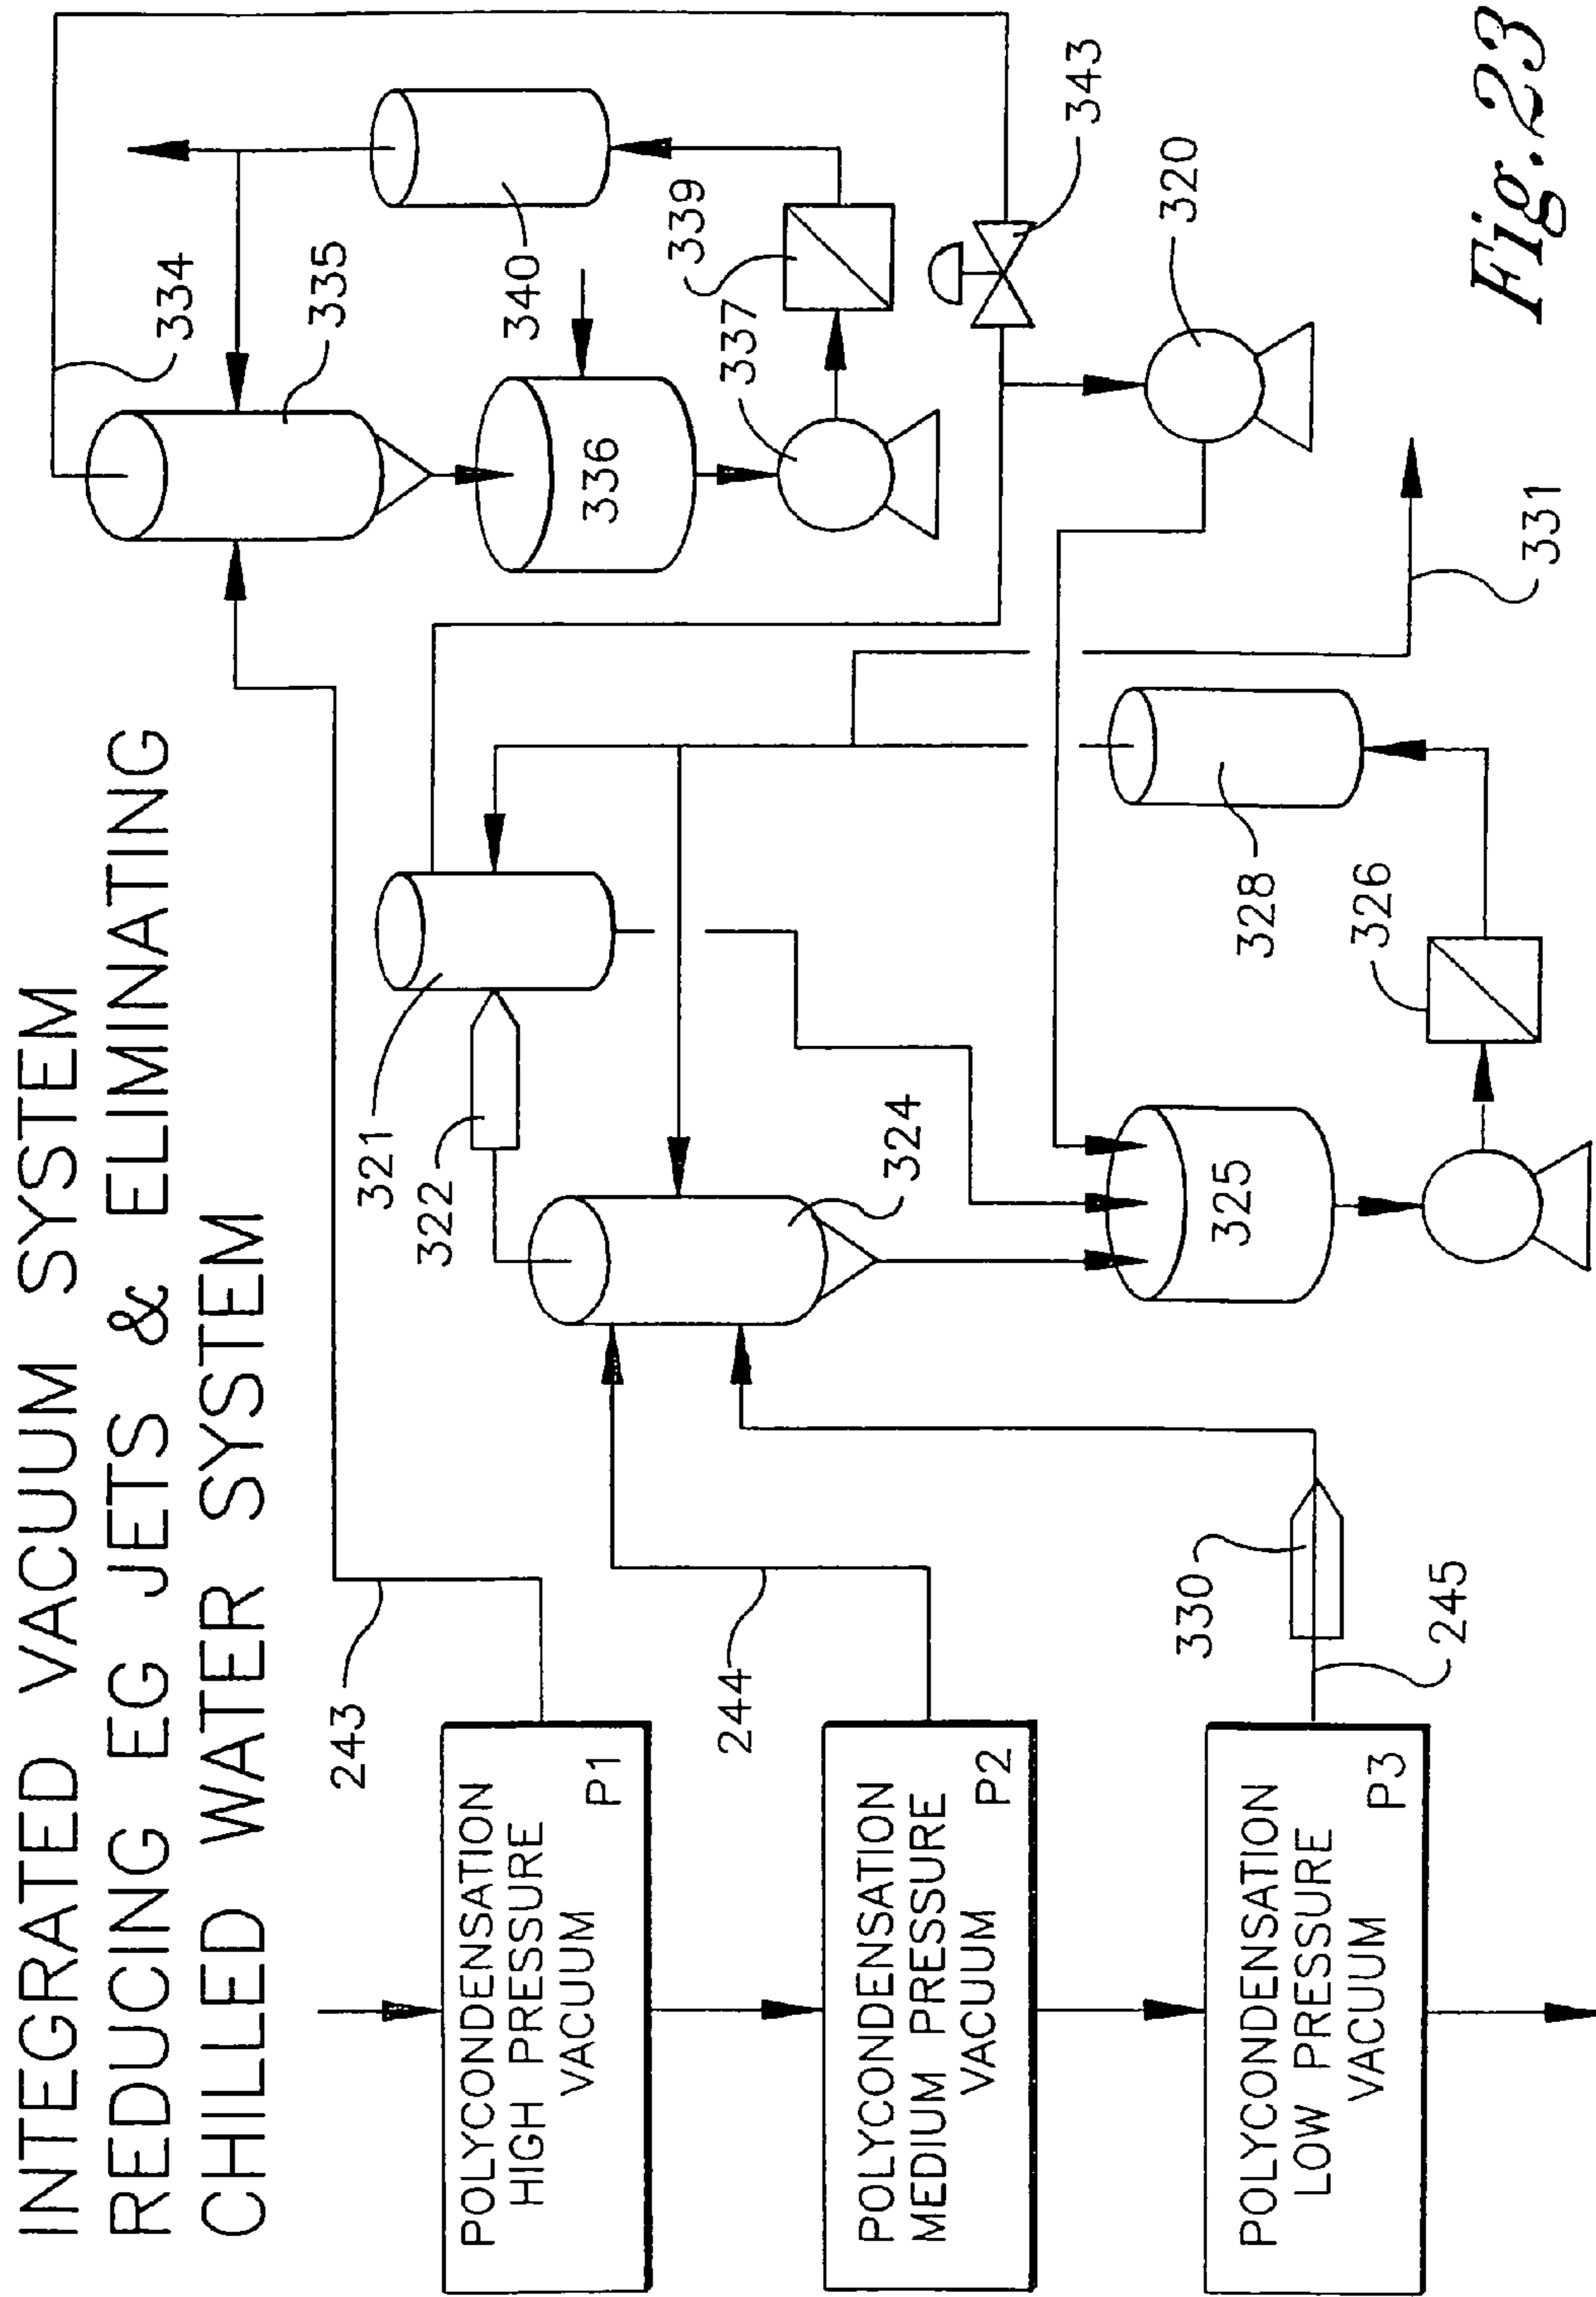 INTEGRATED VACUUM SYSTEM
REDUCING EG JETS & ELIMINATING
CHILLED WATER SYSTEM
334
335
340
336
337
339
343
320
243
321
322
324
244
325
328
326
331
330
245
POLYCONDENSATION
HIGH PRESSURE
VACUUM
P1
POLYCONDENSATION
MEDIUM PRESSURE
VACUUM
P2
POLYCONDENSATION
LOW PRESSURE
VACUUM
P3
Fig. 23